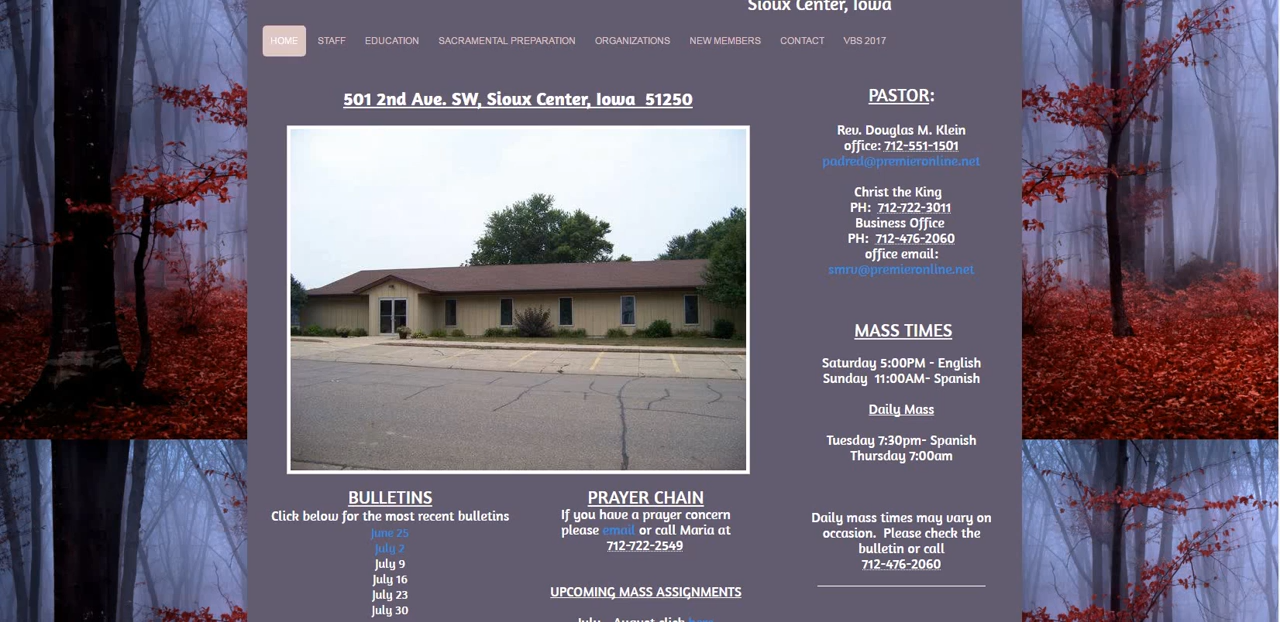 Sioux Center, Iowa
HOME STAFF EDUCATION SACRAMENTAL PREPARATION ORGANIZATIONS NEW MEMBERS CONTACT VBS 2017
501 2nd Ave. SW, Sioux Center, Iowa  51250
BULLETINS
Click below for the most recent bulletins
June 25
July 2
July 9
July 16
July 23
July 30
PRAYER CHAIN
If you have a prayer concern
please email or call Maria at
712-722-2549
UPCOMING MASS ASSIGNMENTS
July - August click here
PASTOR:
Rev. Douglas M. Klein
office: 712-551-1501
padred@premieronline.net
Christ the King
PH:  712-722-3011
Business Office
PH:  712-476-2060
office email:
smrv@premieronline.net
MASS TIMES
Saturday 5:00PM - English
Sunday  11:00AM- Spanish
Daily Mass
Tuesday 7:30pm- Spanish
Thursday 7:00am
Daily mass times may vary on
occasion.  Please check the
bulletin or call
712-476-2060